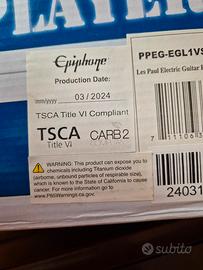 PLAYER
Epiphone
Production Date:
mm/yyyy 03 / 2024
TSCA Title VI Compliant
TSCA CARB2
Title VI
PPEG-EGL1VS
Les Paul Electric Guitar
711106
WARNING: This product can expose you to
chemicals including Titanium dioxide
(airborne, unbound particles of respirable size),
which is known to the State of California to cause
cancer. For more information go to
www.P65Warnings.ca.gov.
24031
subito